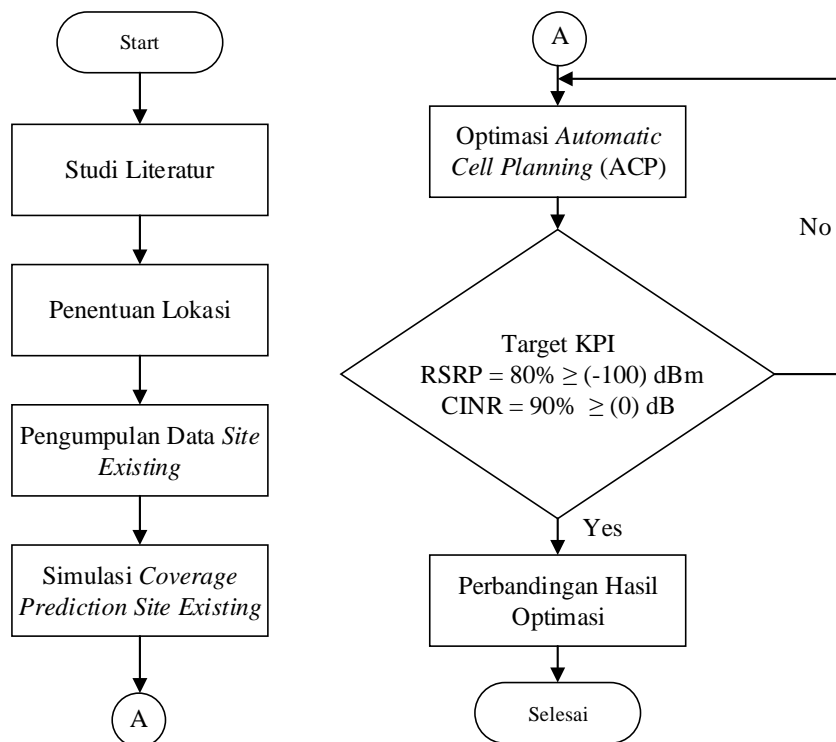 Start
Studi Literatur
Penentuan Lokasi
Pengumpulan Data Site
Existing
Simulasi Coverage
Prediction Site Existing
A
A
Optimasi Automatic
Cell Planning (ACP)
No
Target KPI
RSRP = 80% ≥ (-100) dBm
CINR = 90% ≥ (0) dB
Yes
Perbandingan Hasil
Optimasi
Selesai